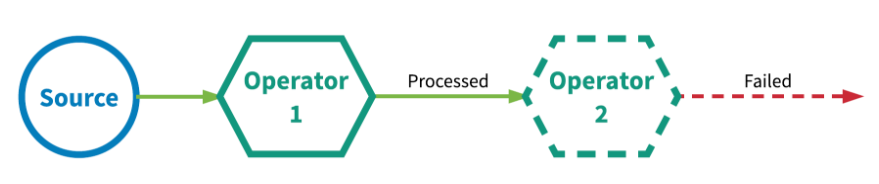 Source
Operator
1
Processed
Operator
2
Failed